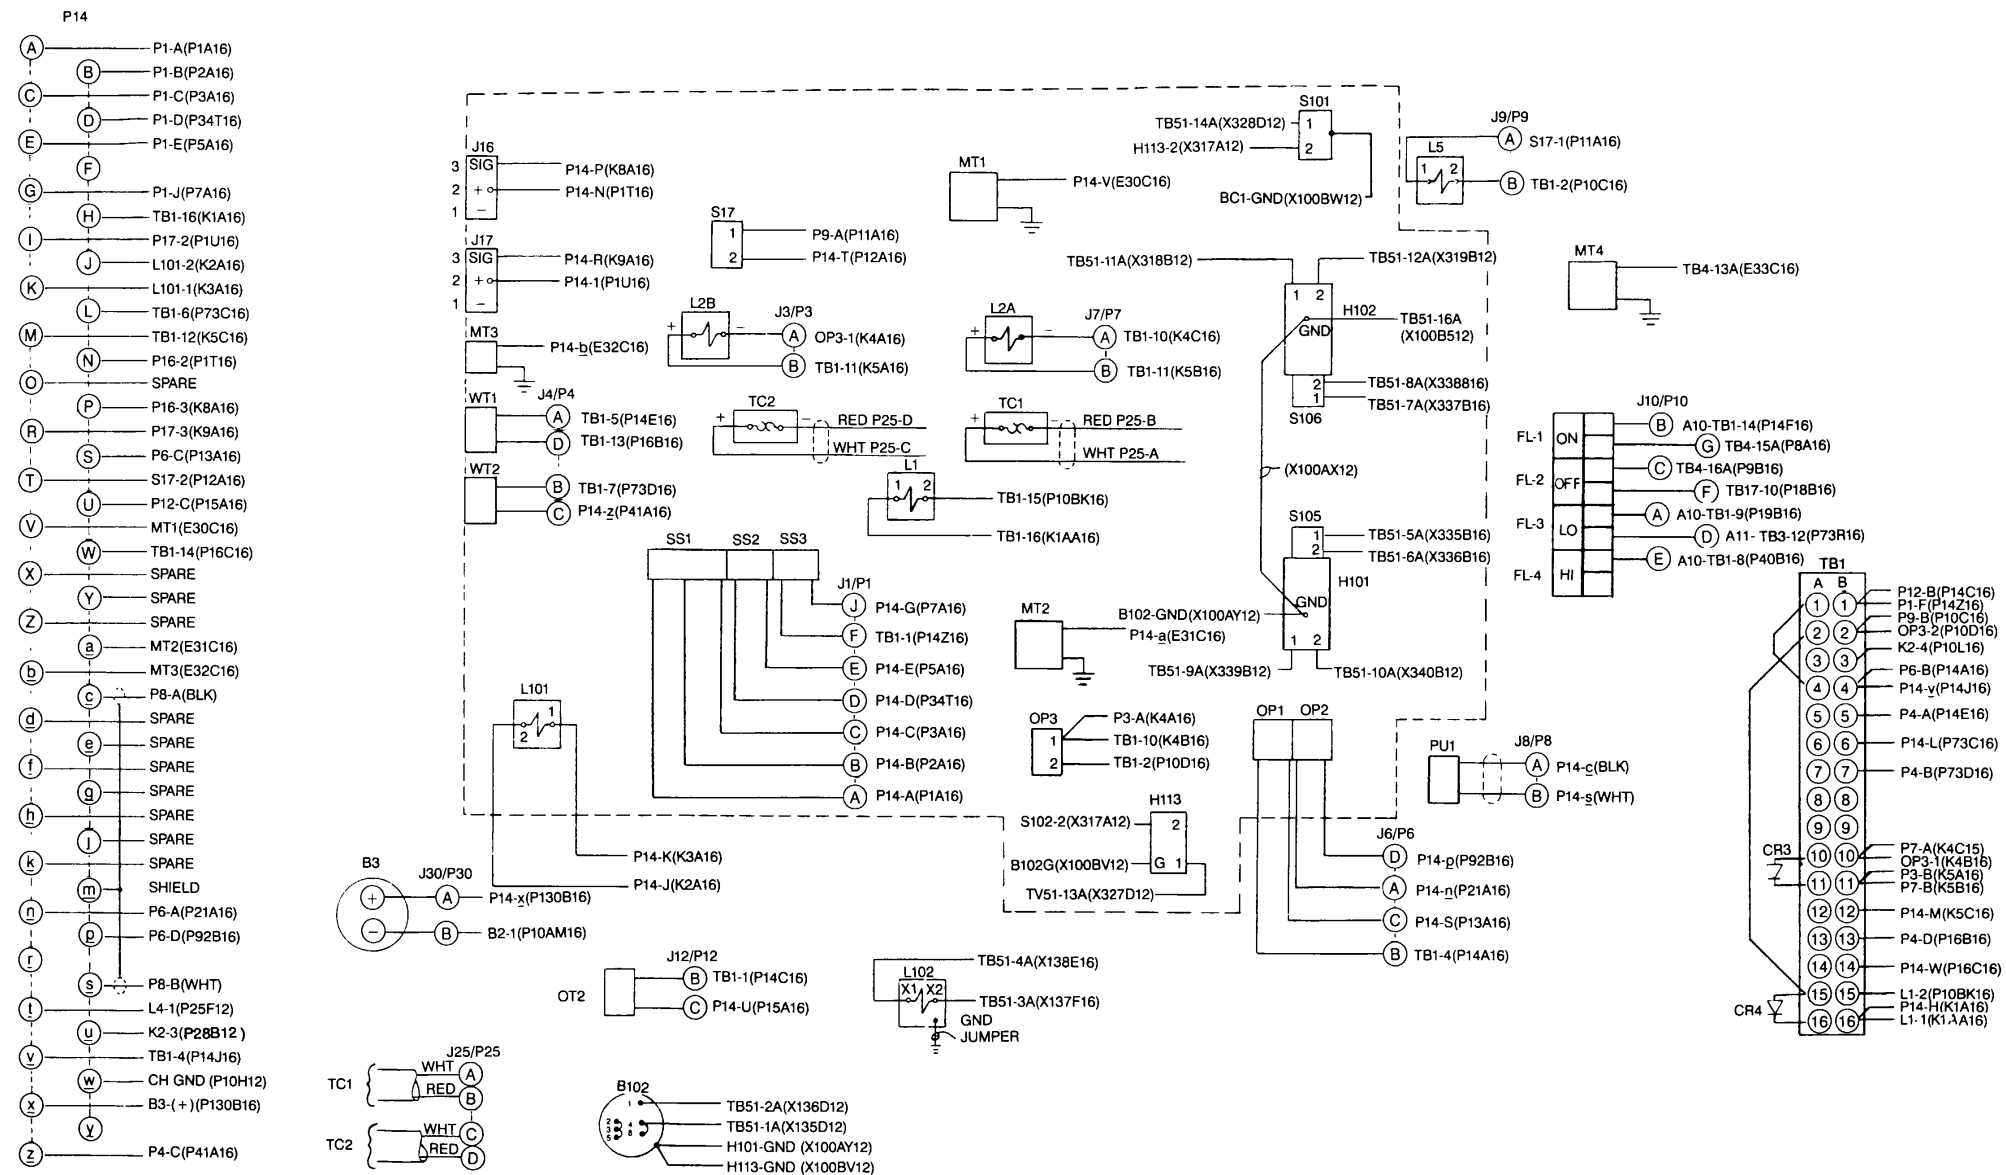 P14
A P1-A(P1A16)
B P1-B(P2A16)
C P1-C(P3A16)
D P1-D(P34T16)
E P1-E(P5A16)
F
G P1-J(P7A16)
H TB1-16(K1A16)
I P17-2(P1U16)
J L101-2(K2A16)
K L101-1(K3A16)
L TB1-6(P73C16)
M TB1-12(K5C16)
N P16-2(P1T16)
O SPARE
P P16-3(K8A16)
R P17-3(K9A16)
S P6-C(P13A16)
T S17-2(P12A16)
U P12-C(P15A16)
V MT1(E30C16)
W TB1-14(P16C16)
X SPARE
Y SPARE
Z SPARE
a MT2(E31C16)
b MT3(E32C16)
c P8-A(BLK)
d SPARE
e SPARE
f SPARE
g SPARE
h SPARE
j SPARE
k SPARE
m SHIELD
n P6-A(P21A16)
p P6-D(P92B16)
r
s P8-B(WHT)
t L4-1(P25F12)
u K2-3(P28B12)
v TB1-4(P14J16)
w CH GND (P10H12)
x B3-(+)(P130B16)
y
z P4-C(P41A16)
J16
3 SIG P14-P(K8A16)
2 + P14-N(P1T16)
1 −
J17
3 SIG P14-R(K9A16)
2 + P14-1(P1U16)
1 −
MT3
P14-b(E32C16)
WT1 J4/P4
A TB1-5(P14E16)
D TB1-13(P16B16)
WT2
B TB1-7(P73D16)
C P14-z(P41A16)
S17
1 P9-A(P11A16)
2 P14-T(P12A16)
L2B J3/P3
+ − A OP3-1(K4A16)
B TB1-11(K5A16)
TC2
+ − RED P25-D
WHT P25-C
L1
1 2 TB1-15(P10BK16)
TB1-16(K1AA16)
MT1
P14-V(E30C16)
L2A J7/P7
+ − A TB1-10(K4C16)
B TB1-11(K5B16)
TC1
+ − RED P25-B
WHT P25-A
S101
TB51-14A(X328D12) 1
H113-2(X317A12) 2
BC1-GND(X100BW12)
J9/P9
A S17-1(P11A16)
L5
1 2 B TB1-2(P10C16)
TB51-11A(X318B12) TB51-12A(X319B12)
1 2
H102
GND
TB51-16A
(X100B512)
2 TB51-8A(X338816)
1 TB51-7A(X337B16)
S106
(X100AX12)
S105
1 TB51-5A(X335B16)
2 TB51-6A(X336B16)
H101
GND
B102-GND(X100AY12)
1 2
TB51-9A(X339B12) TB51-10A(X340B12)
MT4
TB4-13A(E33C16)
J10/P10
FL-1 ON B A10-TB1-14(P14F16)
G TB4-15A(P8A16)
FL-2 OFF C TB4-16A(P9B16)
F TB17-10(P18B16)
FL-3 LO A A10-TB1-9(P19B16)
D A11- TB3-12(P73R16)
FL-4 HI E A10-TB1-8(P40B16)
SS1 SS2 SS3
J1/P1
J P14-G(P7A16)
F TB1-1(P14Z16)
E P14-E(P5A16)
D P14-D(P34T16)
C P14-C(P3A16)
B P14-B(P2A16)
A P14-A(P1A16)
MT2
P14-a(E31C16)
L101
1
2
P14-K(K3A16)
P14-J(K2A16)
OP3
P3-A(K4A16)
1 TB1-10(K4B16)
2 TB1-2(P10D16)
H113
S102-2(X317A12) 2
B102G(X100BV12) G 1
TV51-13A(X327D12)
OP1 OP2
J6/P6
D P14-p(P92B16)
A P14-n(P21A16)
C P14-S(P13A16)
B TB1-4(P14A16)
PU1 J8/P8
A P14-c(BLK)
B P14-s(WHT)
B3 J30/P30
+ A P14-x(P130B16)
− B B2-1(P10AM16)
J12/P12
OT2
B TB1-1(P14C16)
C P14-U(P15A16)
TB51-4A(X138E16)
L102
X1 X2 TB51-3A(X137F16)
GND
JUMPER
J25/P25
TC1 WHT A
RED B
TC2 WHT C
RED D
B102
1 TB51-2A(X136D12)
TB51-1A(X135D12)
H101-GND (X100AY12)
H113-GND (X100BV12)
TB1
A B
P12-B(P14C16)
1 1 P1-F(P14Z16)
P9-B(P10C16)
2 2 OP3-2(P10D16)
3 3 K2-4(P10L16)
P6-B(P14A16)
4 4 P14-v(P14J16)
5 5 P4-A(P14E16)
6 6 P14-L(P73C16)
7 7 P4-B(P73D16)
8 8
9 9
CR3
P7-A(K4C15)
10 10 OP3-1(K4B16)
P3-B(K5A16)
11 11 P7-B(K5B16)
12 12 P14-M(K5C16)
13 13 P4-D(P16B16)
14 14 P14-W(P16C16)
15 15 L1-2(P10BK16)
CR4
P14-H(K1A16)
16 16 L1-1(K1AA16)